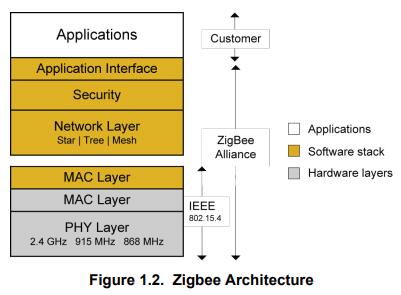 Applications
Customer
Application Interface
Security
Network Layer
Star | Tree | Mesh
ZigBee
Alliance
MAC Layer
MAC Layer
IEEE
802.15.4
PHY Layer
2.4 GHz 915 MHz 868 MHz
Applications
Software stack
Hardware layers
Figure 1.2. Zigbee Architecture